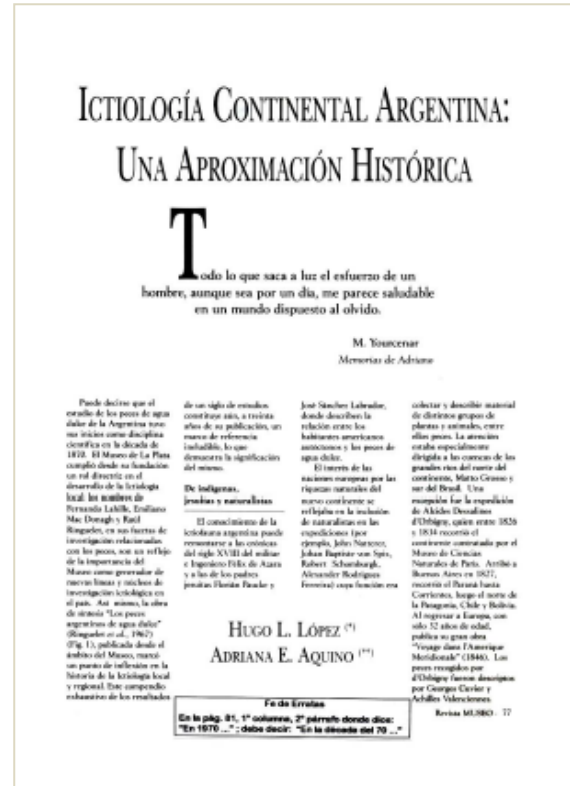 ICTIOLOGÍA CONTINENTAL ARGENTINA:
UNA APROXIMACIÓN HISTÓRICA
Todo lo que saca a luz el esfuerzo de un
hombre, aunque sea por un día, me parece saludable
en un mundo dispuesto al olvido.
M. Yourcenar
Memorias de Adriano
Puede decirse que el
estudio de los peces de agua
dulce de la Argentina tuvo
sus inicios como disciplina
científica en la década de
1870. El Museo de La Plata
cumplió desde su fundación
un rol directriz en el
desarrollo de la Ictiología
local: los nombres de
Fernando Lahille, Emiliano
Mac Donagh y Raúl
Ringuelet, en sus facetas de
investigación relacionadas
con los peces, son un reflejo
de la importancia del
Museo como generador de
nuevas líneas y núcleos de
investigación ictiológica en
el país. Así mismo, la obra
de síntesis "Los peces
argentinos de agua dulce"
(Ringuelet et al., 1967)
(Fig. 1), publicada desde el
ámbito del Museo, marcó
un punto de inflexión en la
historia de la Ictiología local
y regional. Este compendio
exhaustivo de los resultados
de un siglo de estudios
constituye aún, a treinta
años de su publicación, un
marco de referencia
ineludible, lo que
demuestra la significación
del mismo.
De indígenas,
jesuitas y naturalistas
El conocimiento de la
ictiofauna argentina puede
remontarse a las crónicas
del siglo XVIII del militar
e Ingeniero Félix de Azara
y a las de los padres
jesuitas Florián Paucke y
José Sánchez Labrador,
donde describen la
relación entre los
habitantes americanos
autóctonos y los peces de
agua dulce.
El interés de las
naciones europeas por las
riquezas naturales del
nuevo continente se
reflejaba en la inclusión
de naturalistas en las
expediciones (por
ejemplo, John Natterer,
Johan Baptiste von Spix,
Robert Schomburgk,
Alexander Rodrigues
Ferreira) cuya función era
colectar y describir material
de distintos grupos de
plantas y animales, entre
ellos peces. La atención
estaba especialmente
dirigida a las cuencas de los
grandes ríos del norte del
continente, Matto Grosso y
sur del Brasil. Una
excepción fue la expedición
de Alcides Dessalines
d'Orbigny, quien entre 1826
y 1834 recorrió el
continente contratado por el
Museo de Ciencias
Naturales de París. Arribó a
Buenos Aires en 1827,
recorrió el Paraná hasta
Corrientes, luego el norte de
la Patagonia, Chile y Bolivia.
Al regresar a Europa, con
sólo 32 años de edad,
publica su gran obra
"Voyage dans l'Amerique
Meridionale" (1846). Los
peces recogidos por
d'Orbigny fueron descriptos
por Georges Cuvier y
Achilles Valenciennes.
HUGO L. LÓPEZ (*)
ADRIANA E. AQUINO (**)
Fe de Erratas
En la pág. 81, 1° columna, 2° párrafo donde dice:
"En 1970 ..." ; debe decir: "En la década del 70 ..."
Revista MUSEO - 77